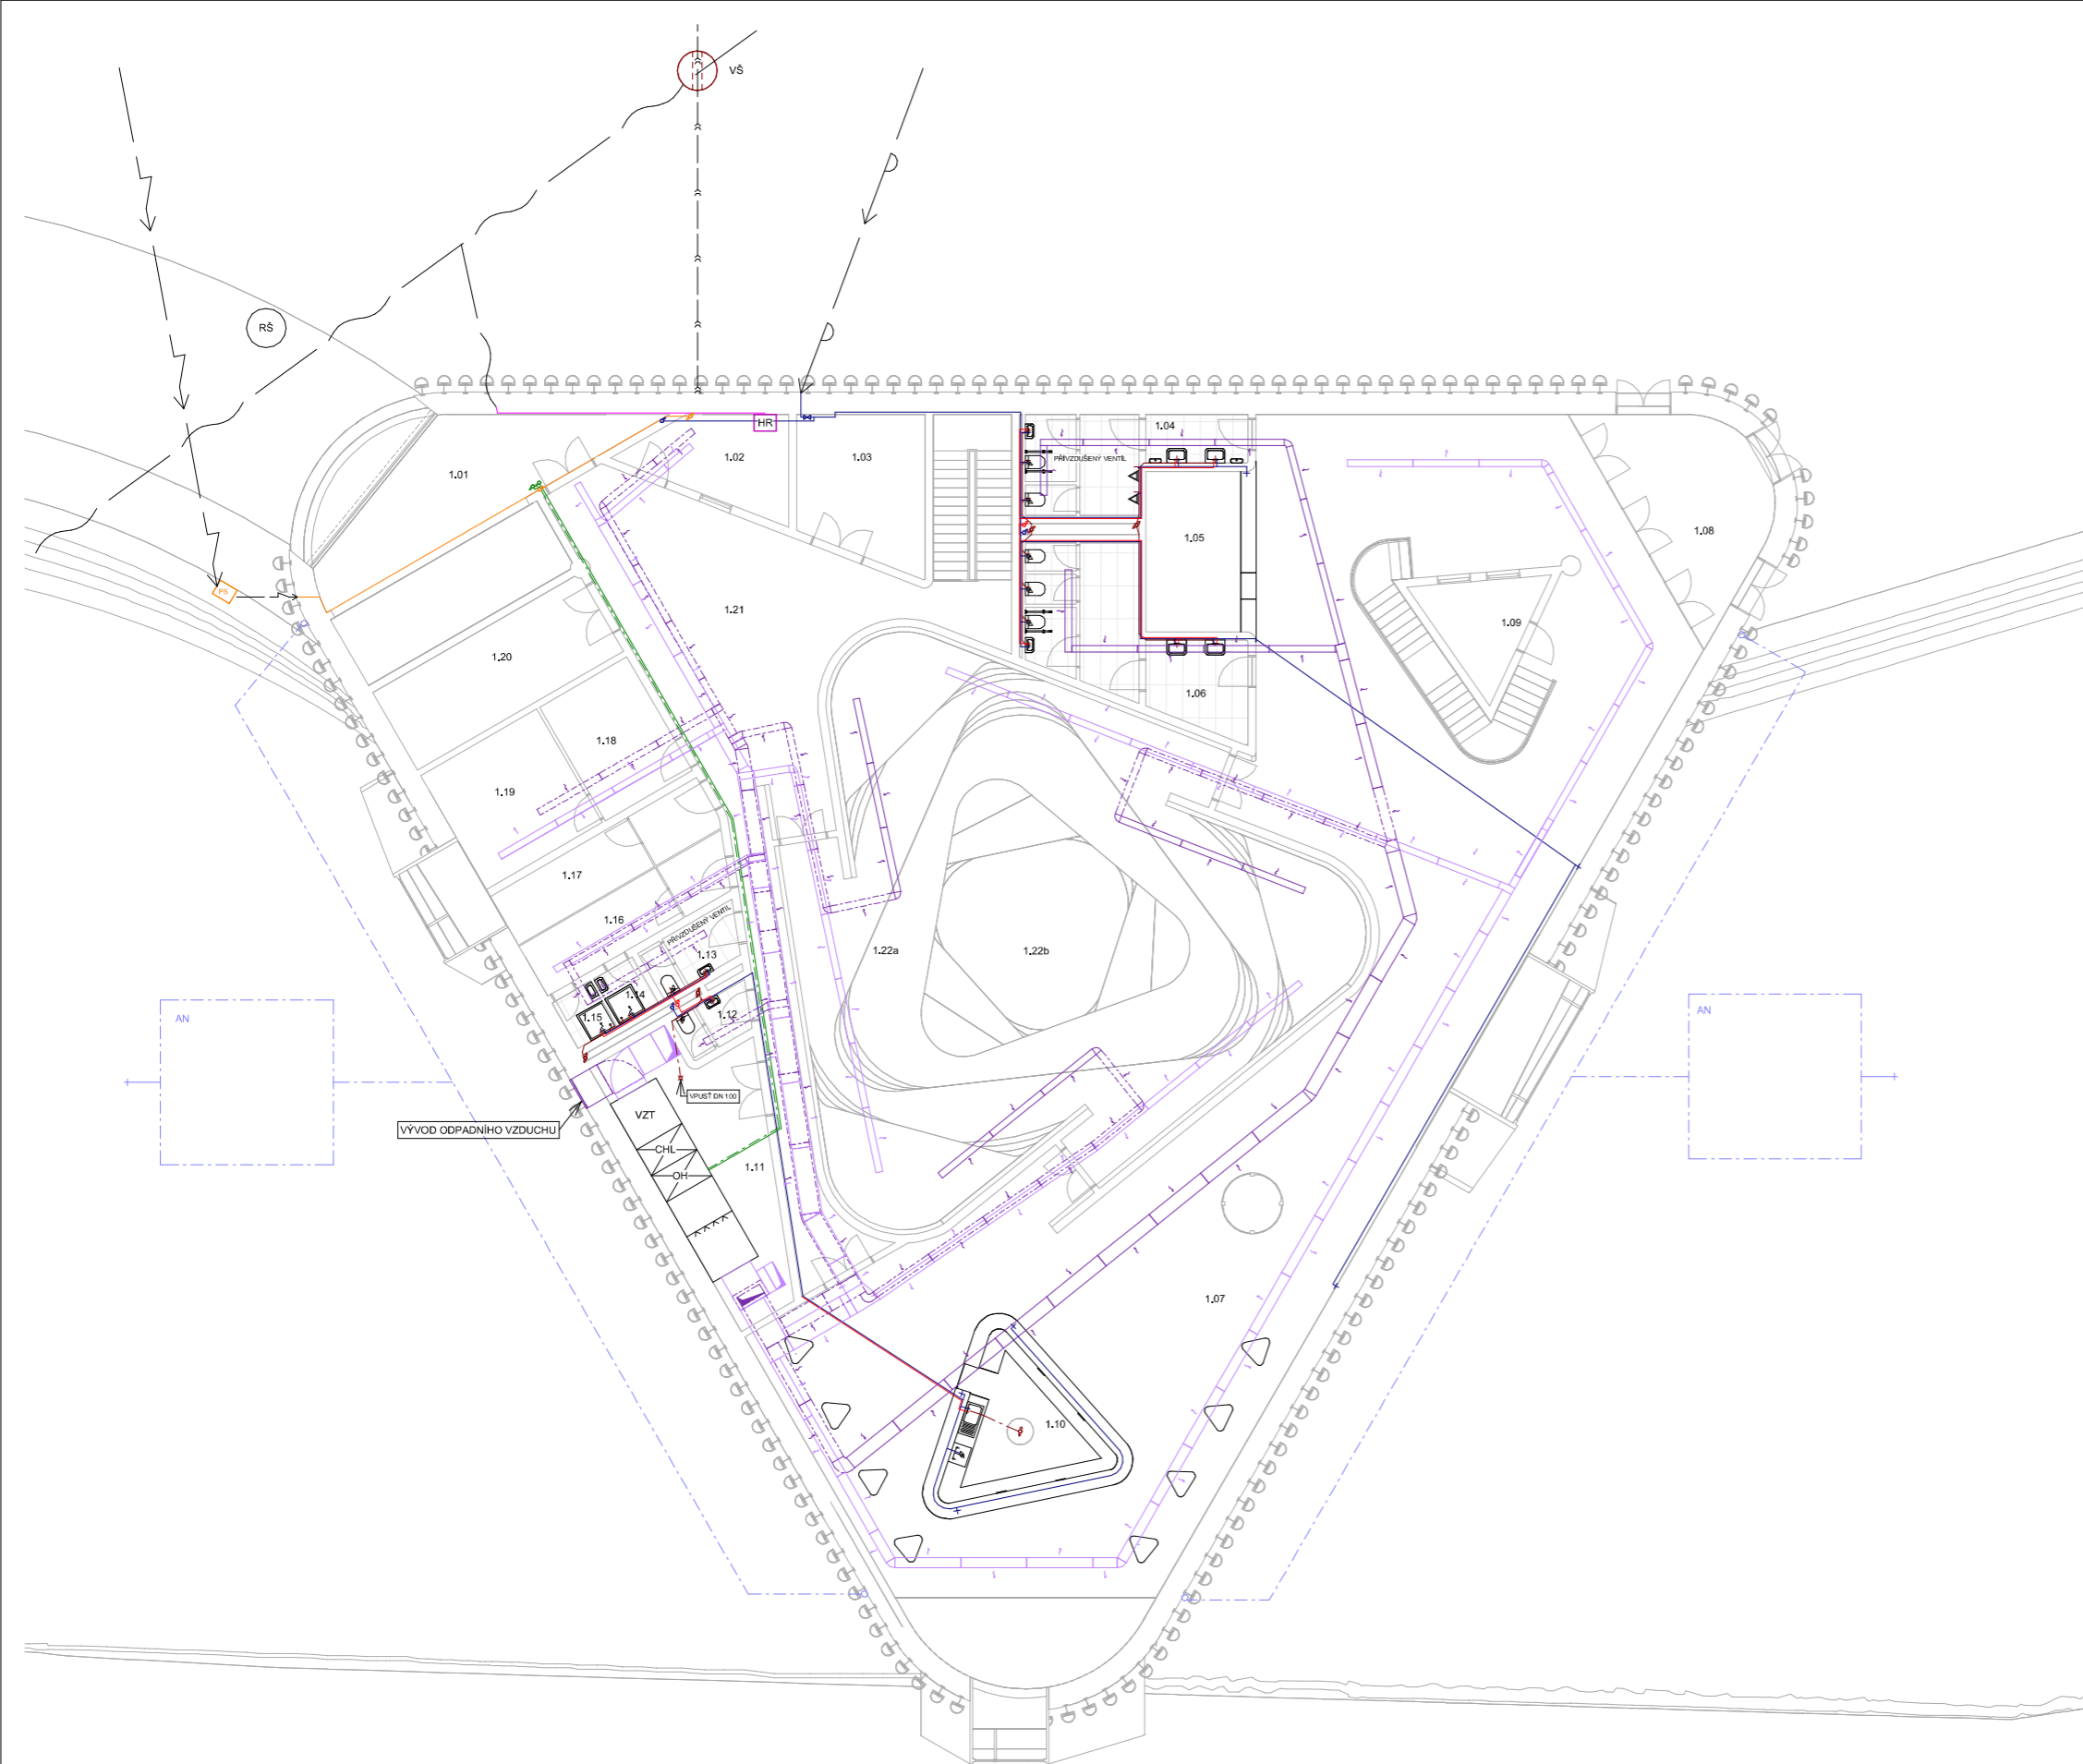 VŠ
RŠ
HR
1.01
1.02
1.03
1.04
PŘIVZDUŠENÝ VENTIL
1.05
1.08
PS
1.09
1.21
1.20
1.06
1.18
1.19
1.17
1.16
PŘIVZDUŠENÝ VENTIL
1.13
1.22a
1.22b
1.14
1.15
1.12
AN
AN
VPUSŤ DN 100
VZT
VÝVOD ODPADNÍHO VZDUCHU
CHL
1.11
OH
1.07
1.10